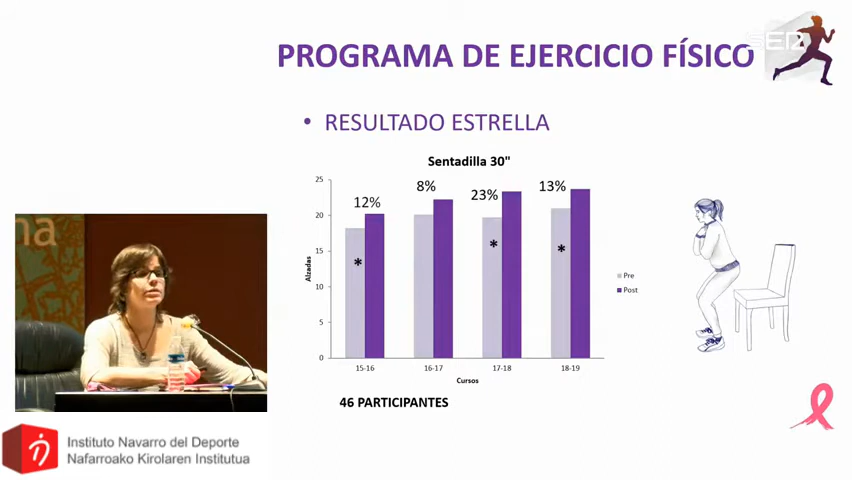 PROGRAMA DE EJERCICIO FÍSICO
SER
• RESULTADO ESTRELLA
Sentadilla 30"
25
20
15
10
5
0
Alzadas
12%
8%
23%
13%
*
*
*
15-16
16-17
17-18
18-19
Cursos
Pre
Post
46 PARTICIPANTES
na
Instituto Navarro del Deporte
Nafarroako Kirolaren Institutua